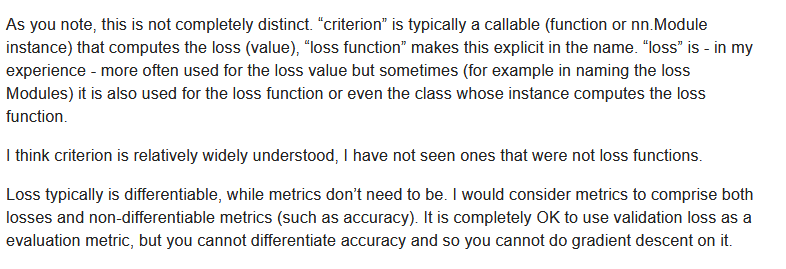 As you note, this is not completely distinct. “criterion” is typically a callable (function or nn.Module
instance) that computes the loss (value), “loss function” makes this explicit in the name. “loss” is - in my
experience - more often used for the loss value but sometimes (for example in naming the loss
Modules) it is also used for the loss function or even the class whose instance computes the loss
function.
I think criterion is relatively widely understood, I have not seen ones that were not loss functions.
Loss typically is differentiable, while metrics don’t need to be. I would consider metrics to comprise both
losses and non-differentiable metrics (such as accuracy). It is completely OK to use validation loss as a
evaluation metric, but you cannot differentiate accuracy and so you cannot do gradient descent on it.